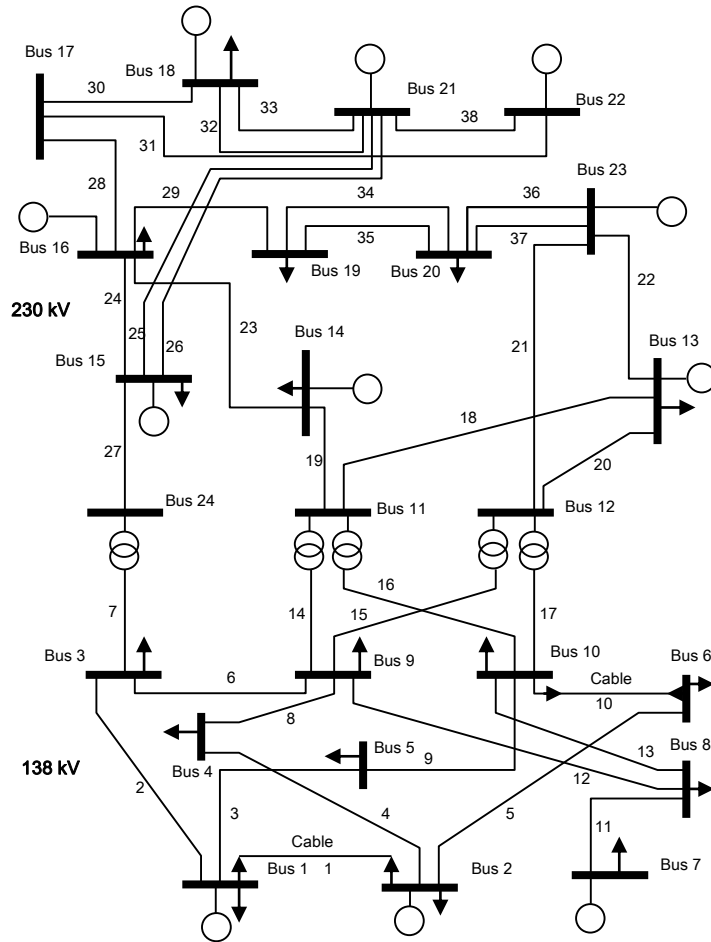 Bus 17
Bus 18
Bus 21
Bus 22
30
33
32
38
31
28
29
34
36
Bus 23
35
37
Bus 16
Bus 19
Bus 20
24
22
230 kV
23
25
26
Bus 14
21
Bus 13
Bus 15
18
19
20
27
Bus 24
Bus 11
Bus 12
16
7
14
15
17
Bus 3
Bus 9
Bus 10
Bus 6
6
Cable
10
8
Bus 5
Bus 8
138 kV
Bus 4
9
13
12
2
3
4
5
11
Cable
Bus 1
1
Bus 2
Bus 7